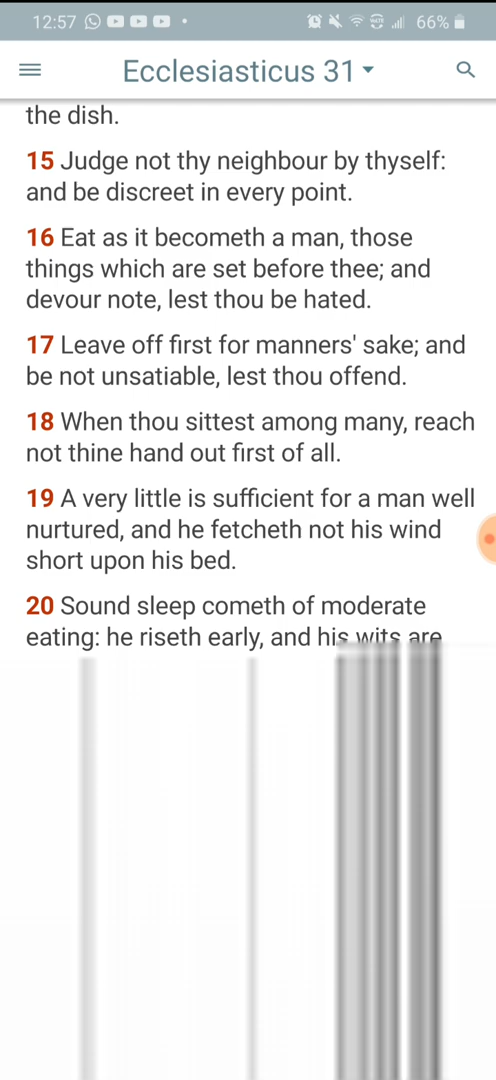 12:57
66%
Ecclesiasticus 31
the dish.
15 Judge not thy neighbour by thyself:
and be discreet in every point.
16 Eat as it becometh a man, those
things which are set before thee; and
devour note, lest thou be hated.
17 Leave off first for manners' sake; and
be not unsatiable, lest thou offend.
18 When thou sittest among many, reach
not thine hand out first of all.
19 A very little is sufficient for a man well
nurtured, and he fetcheth not his wind
short upon his bed.
20 Sound sleep cometh of moderate
eating: he riseth early, and his wits are